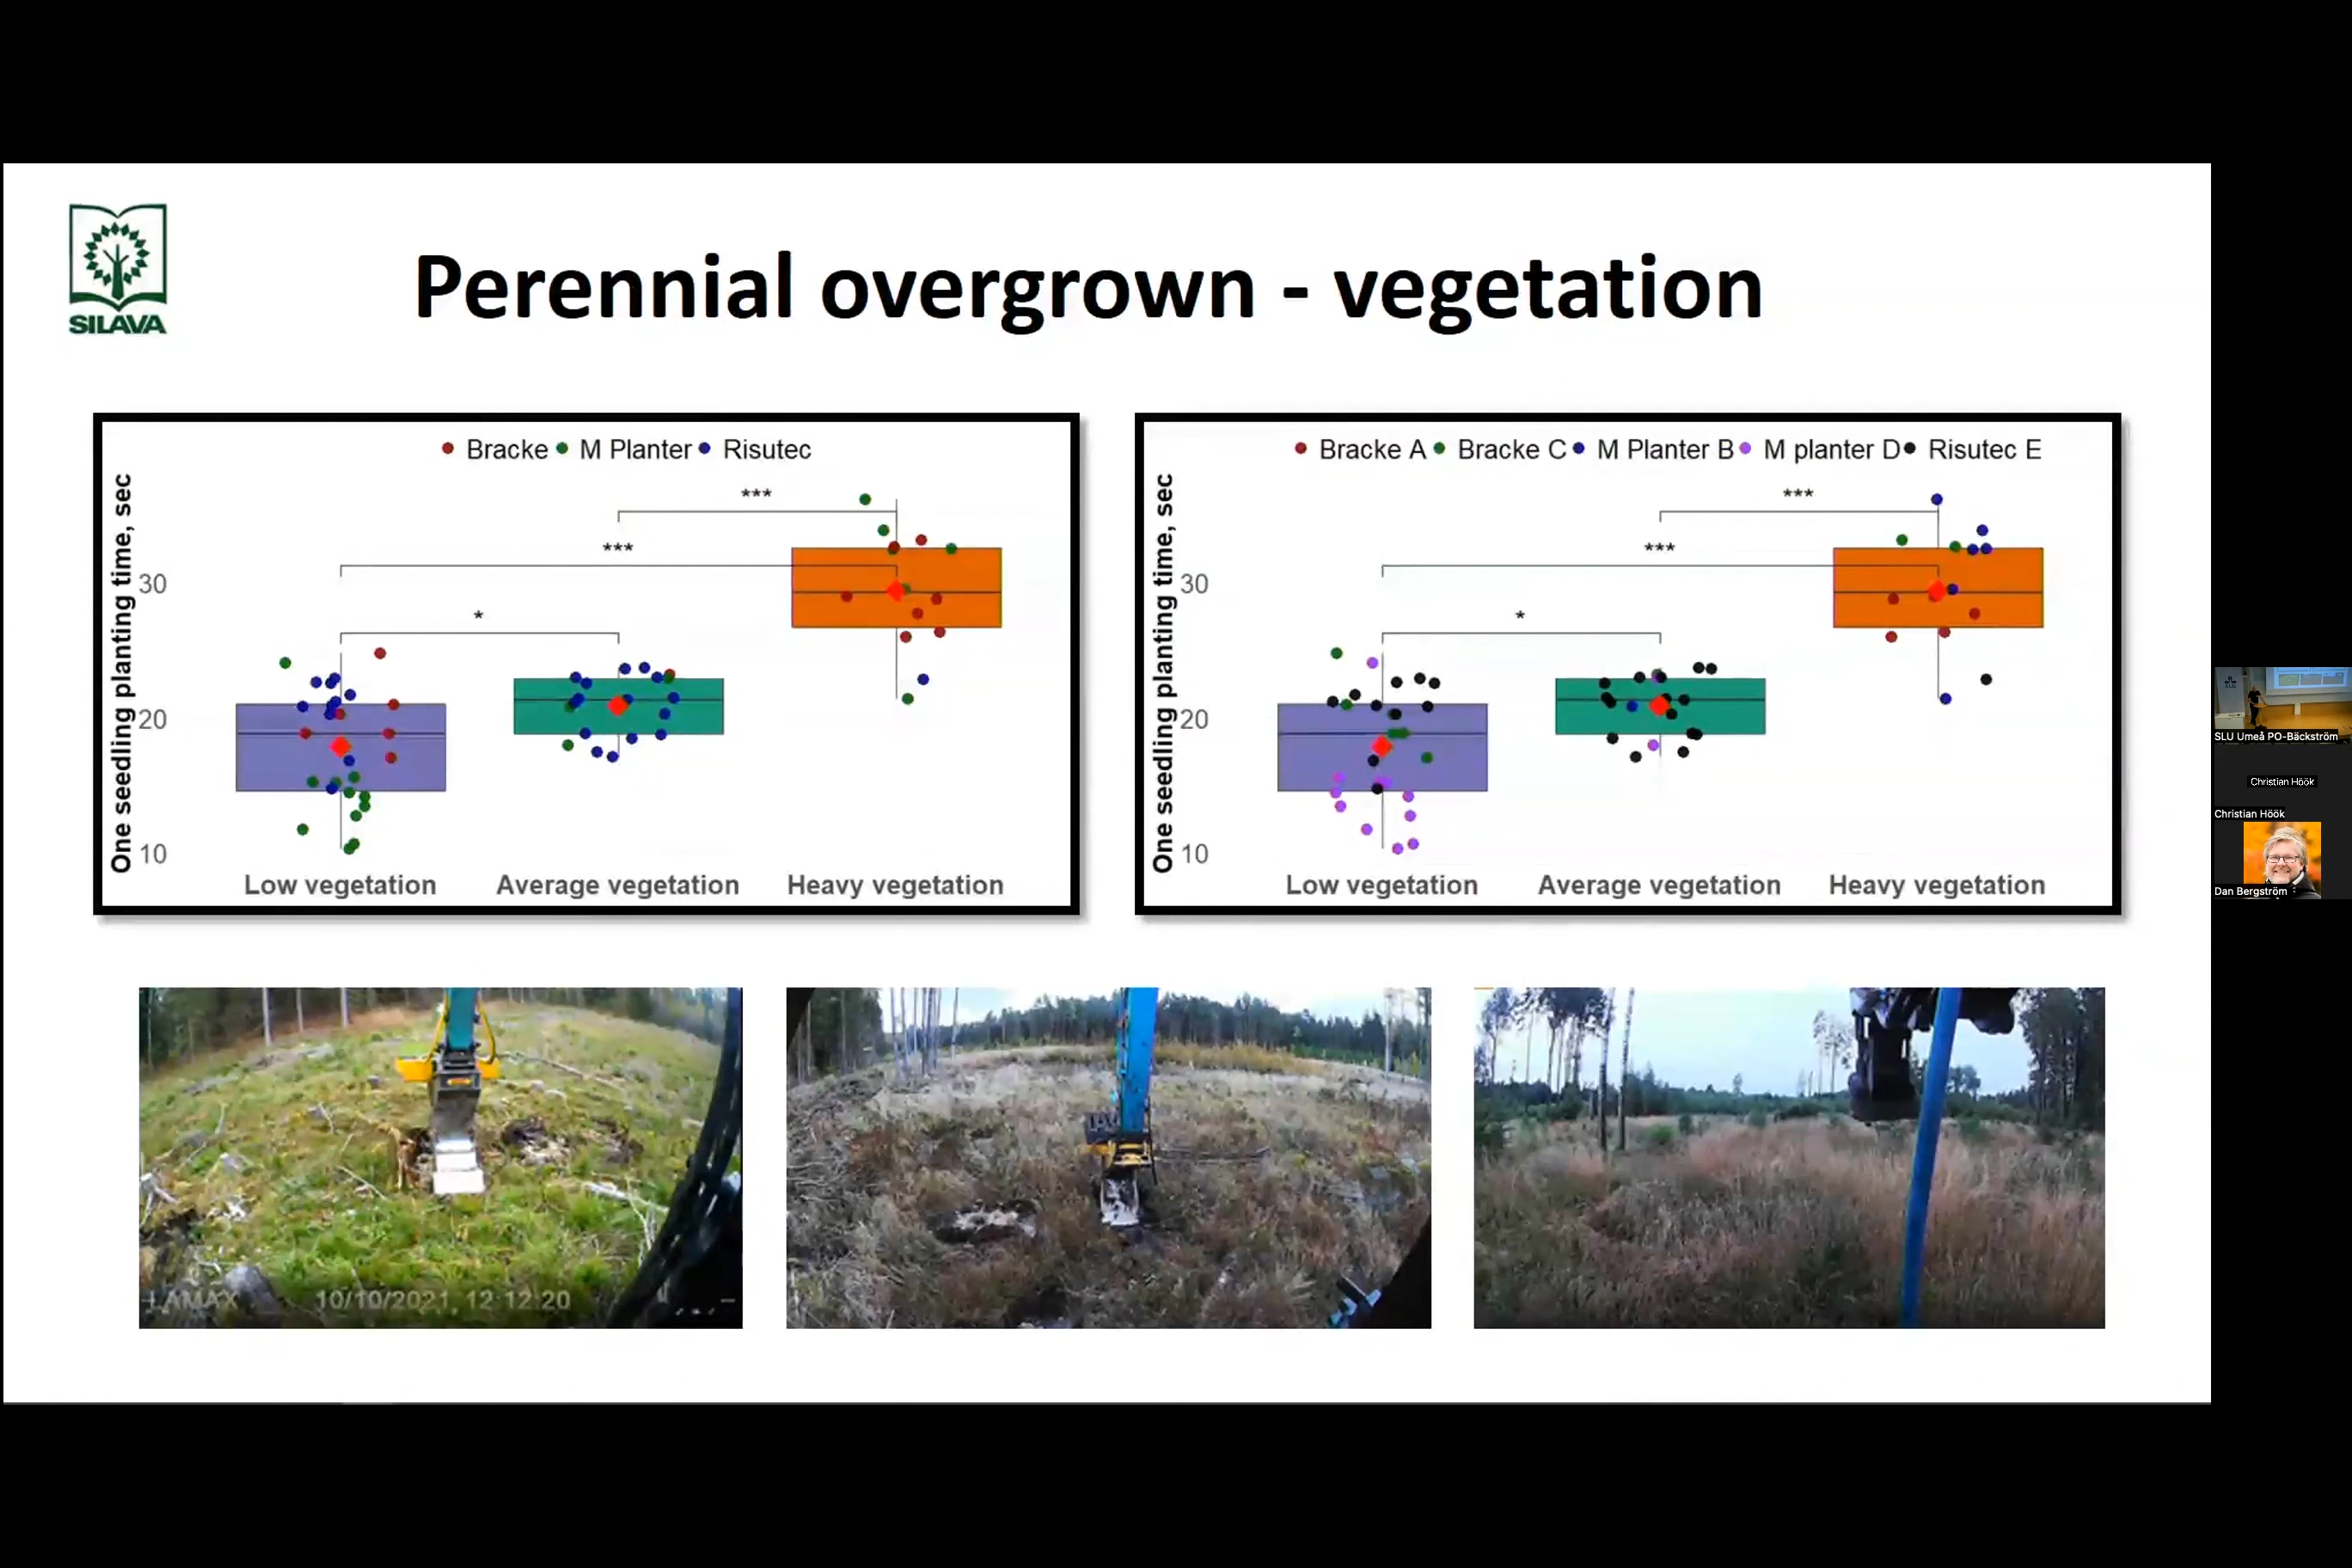 SILAVA
Perennial overgrown - vegetation
Bracke M Planter Risutec
One seedling planting time, sec
***
***
*
30
20
10
Low vegetation Average vegetation Heavy vegetation
Bracke A Bracke C M Planter B M planter D Risutec E
One seedling planting time, sec
***
***
*
30
20
10
Low vegetation Average vegetation Heavy vegetation
LAMAX 10/10/2021, 12:12:20
SLU Umeå PO-Bäckström
Christian Höök
Christian Höök
Dan Bergström